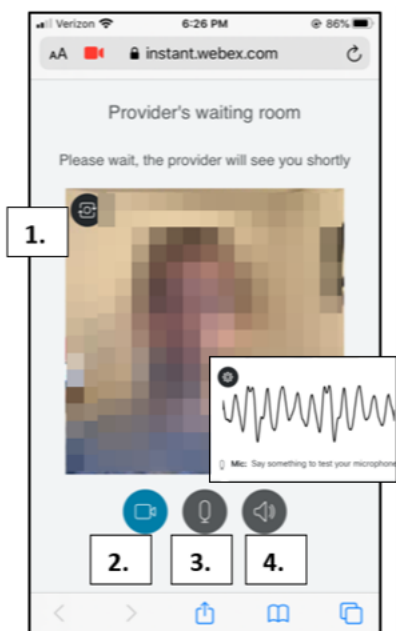 Verizon 6:26 PM 86%
AA instant.webex.com
Provider's waiting room
Please wait, the provider will see you shortly
1.
Mic: Say something to test your microphone
2. 3. 4.